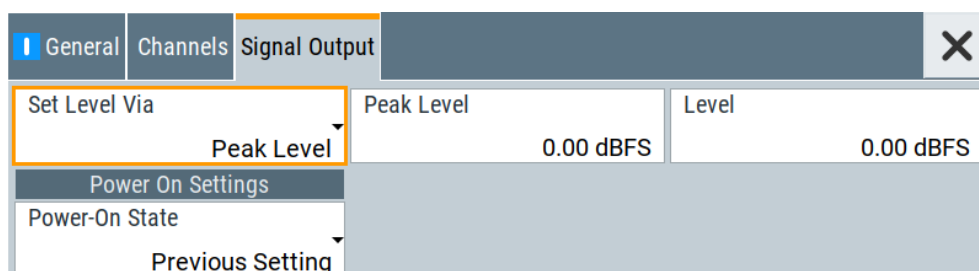 General Channels Signal Output
Set Level Via Peak Level Level
Peak Level 0.00 dBFS 0.00 dBFS
Power On Settings
Power-On State
Previous Setting